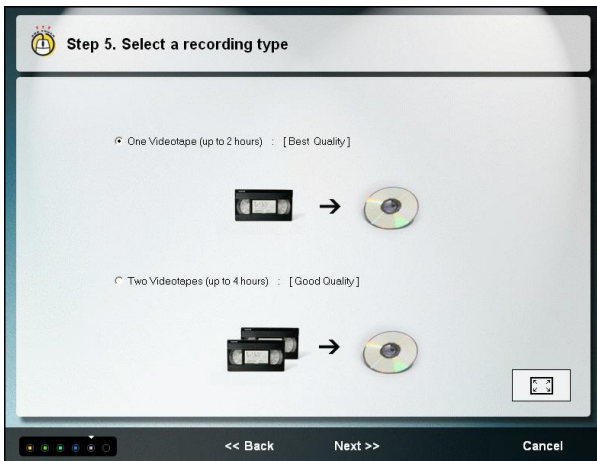 Step 5. Select a recording type
One Videotape (up to 2 hours) : [Best Quality]
Two Videotapes (up to 4 hours) : [Good Quality]
<< Back Next >> Cancel